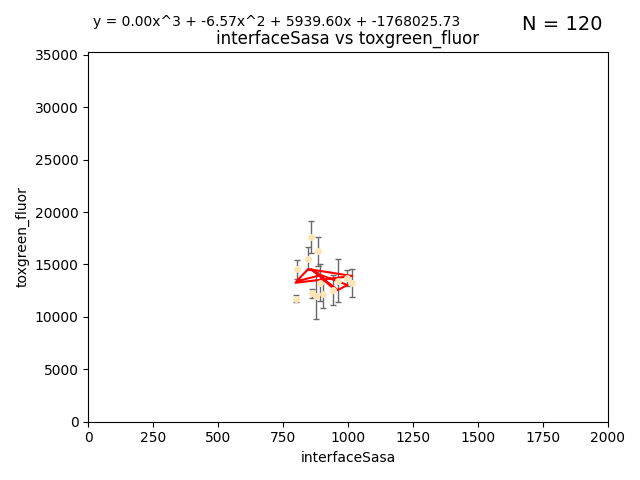 y = 0.00x^3 + -6.57x^2 + 5939.60x + -1768025.73
N = 120
interfaceSasa vs toxgreen_fluor
35000
30000
25000
20000
15000
10000
5000
0
toxgreen_fluor
0 250 500 750 1000 1250 1500 1750 2000
interfaceSasa